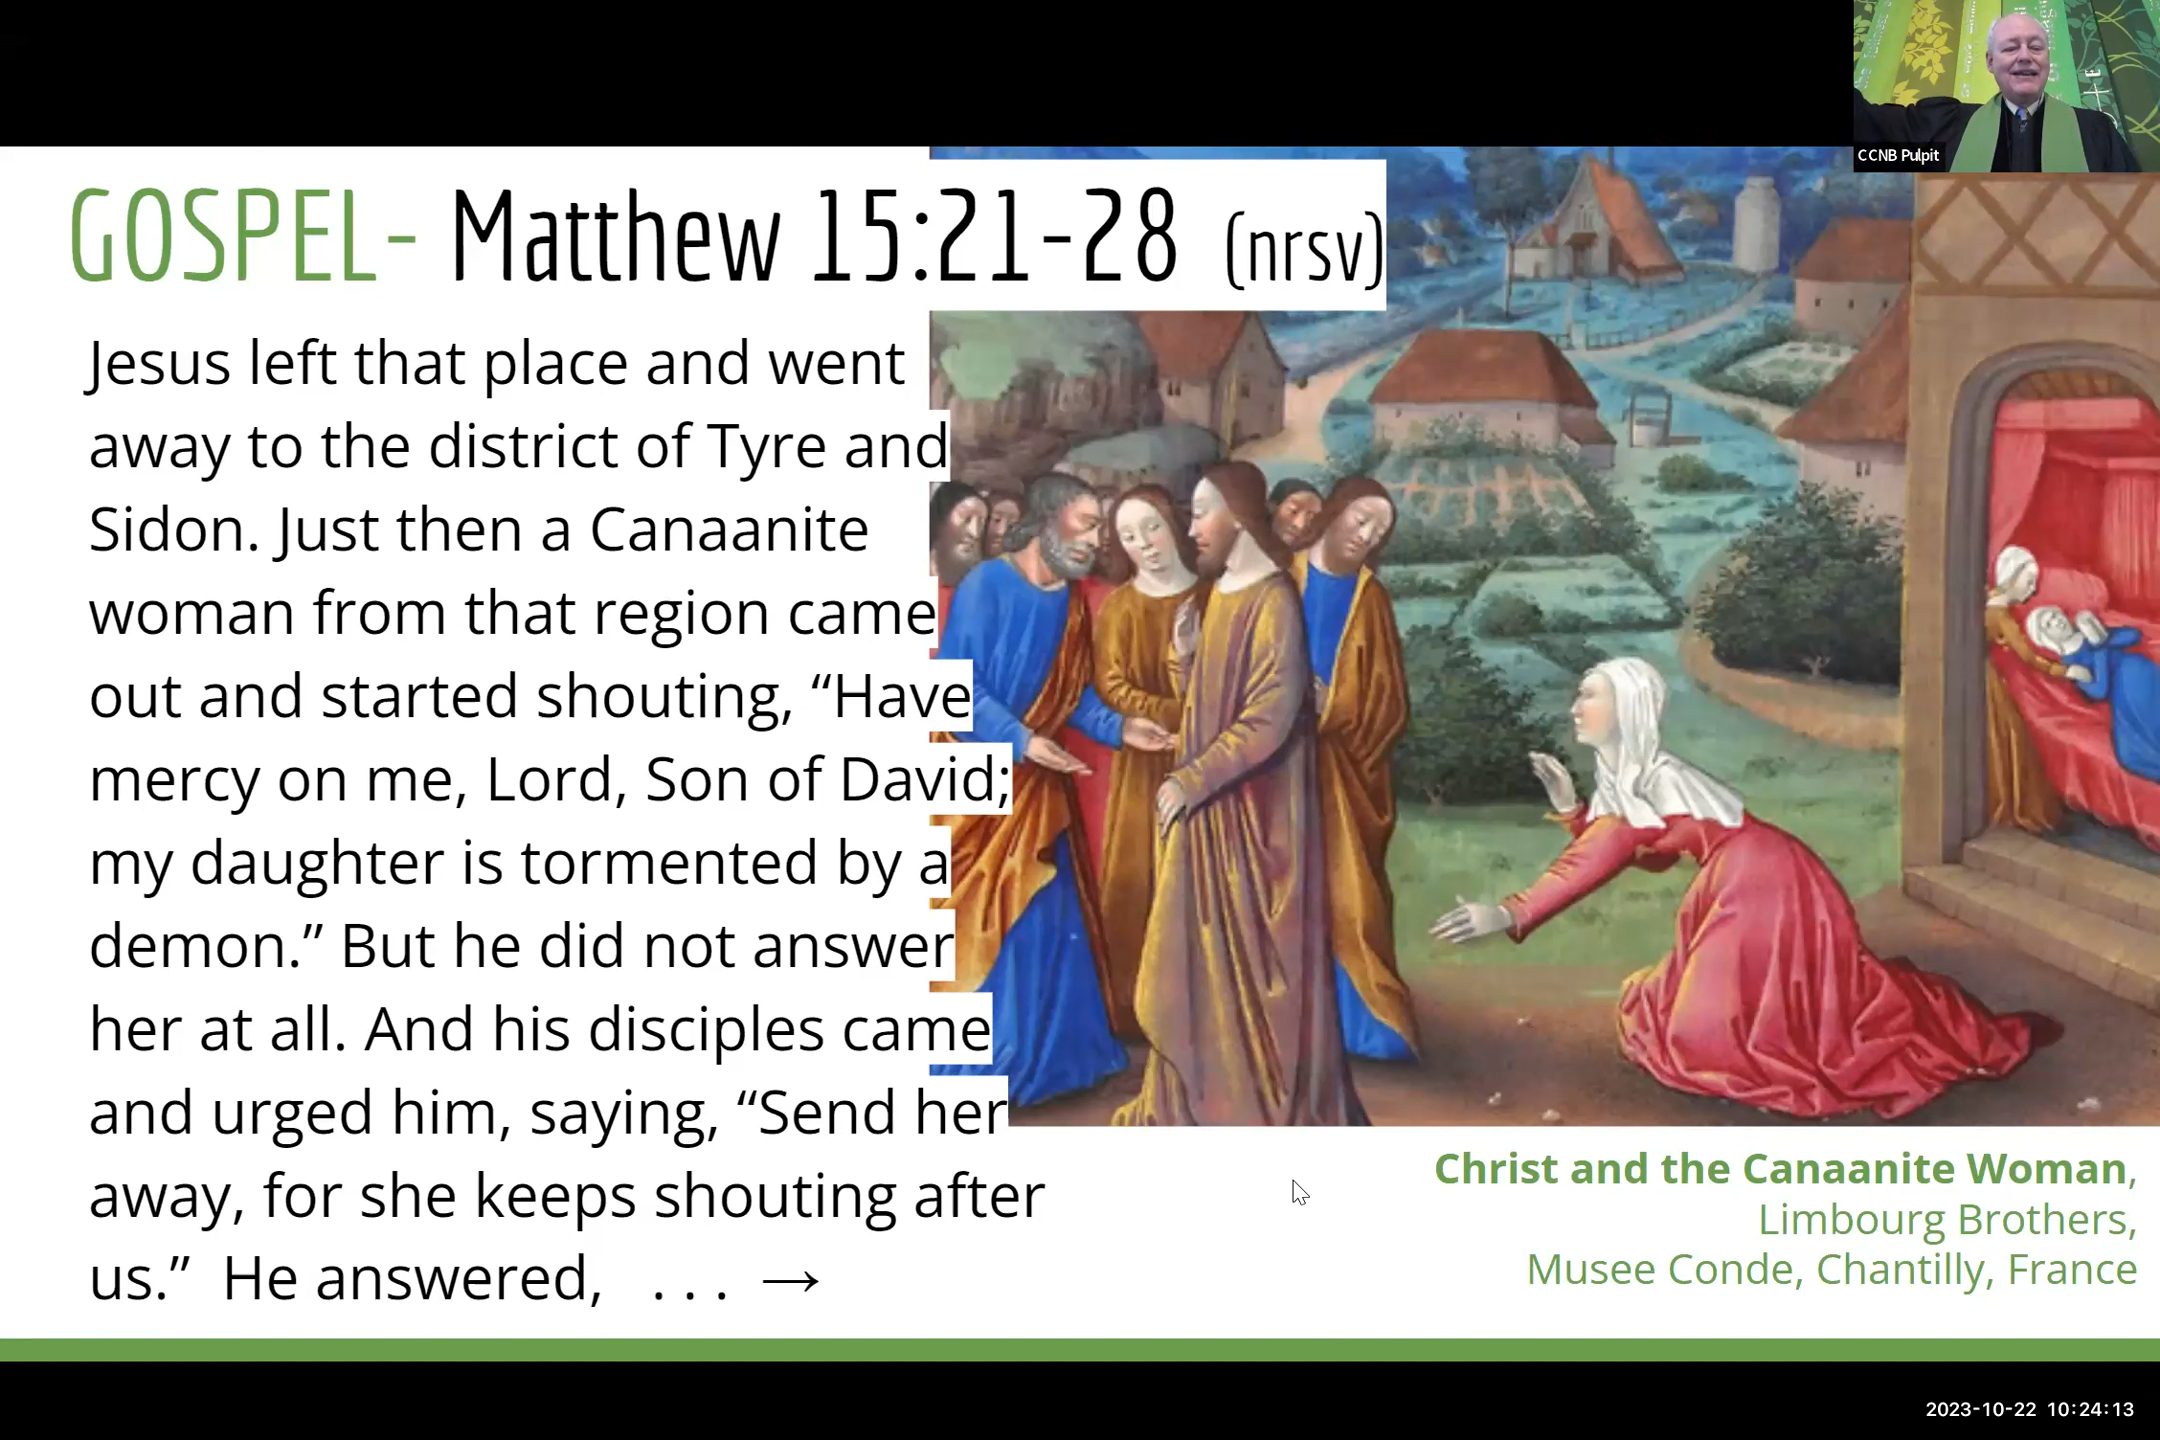 CCNB Pulpit
GOSPEL- Matthew 15:21-28 (nrsv)
Jesus left that place and went
away to the district of Tyre and
Sidon. Just then a Canaanite
woman from that region came
out and started shouting, “Have
mercy on me, Lord, Son of David;
my daughter is tormented by a
demon.” But he did not answer
her at all. And his disciples came
and urged him, saying, “Send her
away, for she keeps shouting after
us.”  He answered,   . . .  →
Christ and the Canaanite Woman,
Limbourg Brothers,
Musee Conde, Chantilly, France
2023-10-22 10:24:13